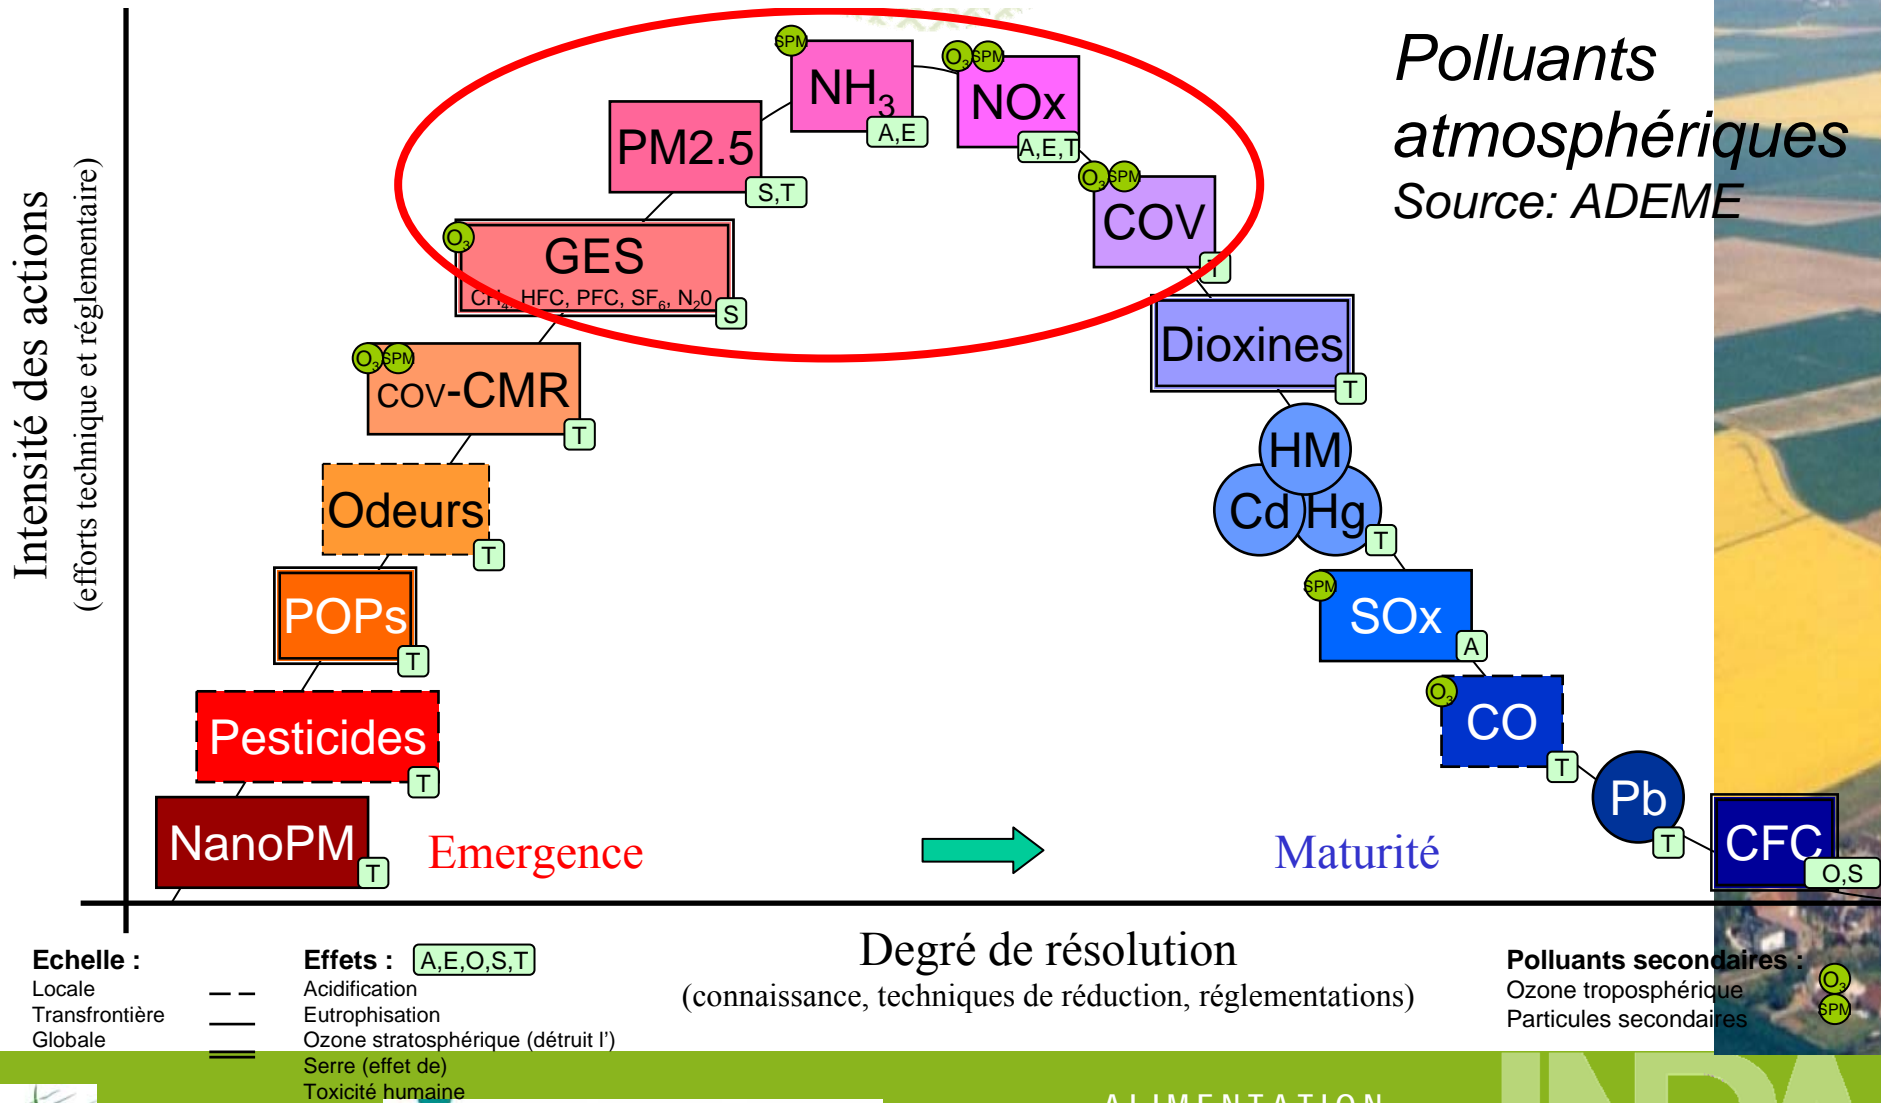 Polluants
atmosphériques
Source: ADEME
Intensité des actions
(efforts technique et réglementaire)
SPM
NH₃
A,E
O₃ SPM
NOx
A,E,T
PM2.5
S,T
O₃ SPM
COV
T
O₃
GES
CH₄, HFC, PFC, SF₆, N₂0
S
O₃ SPM
COV-CMR
T
Dioxines
T
HM
Cd Hg
T
Odeurs
T
POPs
T
SPM
SOx
A
Pesticides
T
O₃
CO
T
NanoPM
T
Pb
T
CFC
O,S
Emergence
Maturité
Degré de résolution
(connaissance, techniques de réduction, réglementations)
Echelle :
Locale
Transfrontière
Globale
Effets : A,E,O,S,T
Acidification
Eutrophisation
Ozone stratosphérique (détruit l’)
Serre (effet de)
Toxicité humaine
Polluants secondaires :
Ozone troposphérique O₃
Particules secondaires SPM
ALIMENTATION
INRA